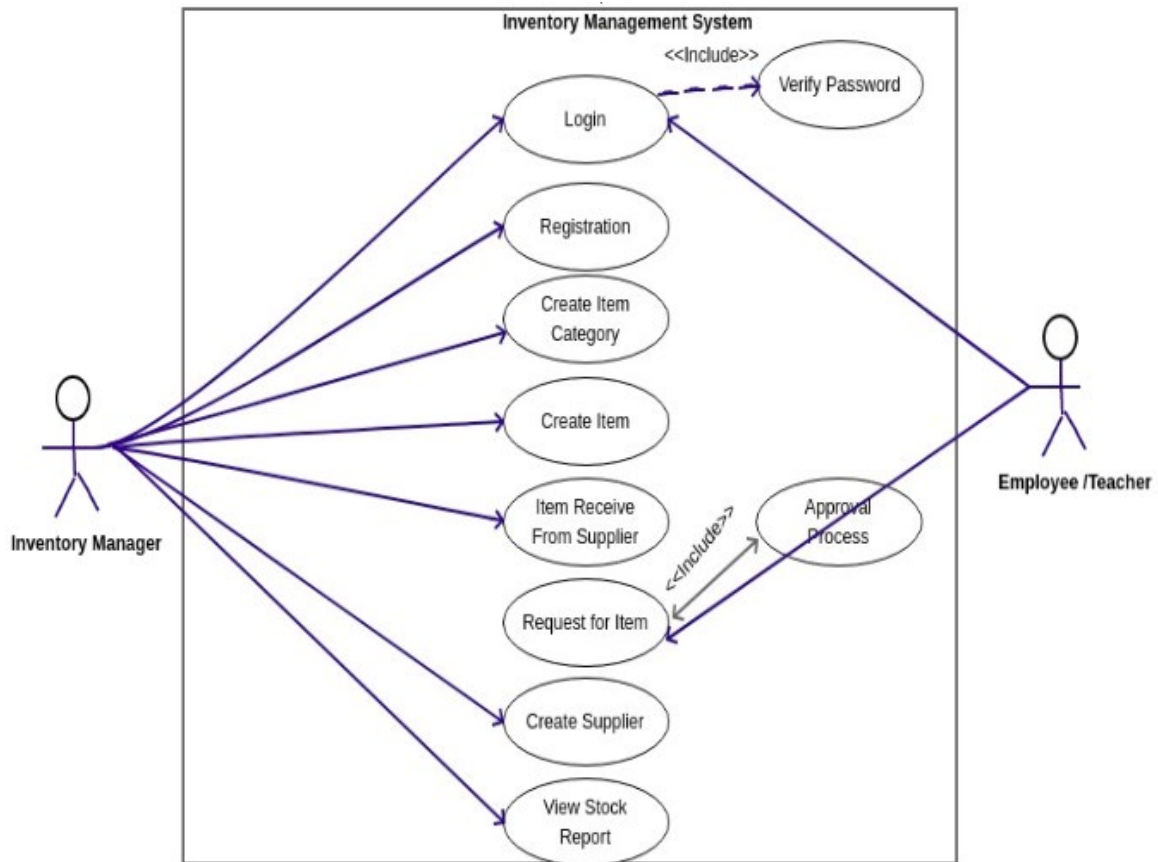 Inventory Management System
<<Include>>
Verify Password
Login
Registration
Create Item
Category
Create Item
Item Receive
From Supplier
<<Include>>
Approval
Process
Request for Item
Create Supplier
View Stock
Report
Inventory Manager
Employee /Teacher